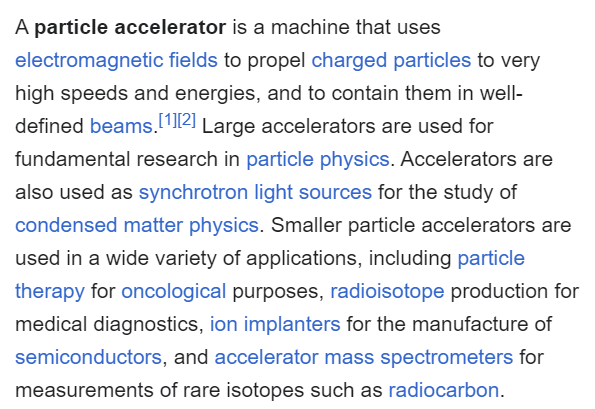 A particle accelerator is a machine that uses
electromagnetic fields to propel charged particles to very
high speeds and energies, and to contain them in well-
defined beams.[1][2] Large accelerators are used for
fundamental research in particle physics. Accelerators are
also used as synchrotron light sources for the study of
condensed matter physics. Smaller particle accelerators are
used in a wide variety of applications, including particle
therapy for oncological purposes, radioisotope production for
medical diagnostics, ion implanters for the manufacture of
semiconductors, and accelerator mass spectrometers for
measurements of rare isotopes such as radiocarbon.